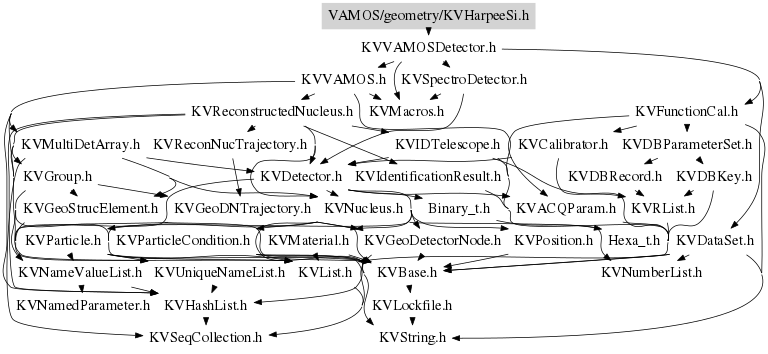 VAMOS/geometry/KVHarpeeSi.h
KVVAMOSDetector.h
KVVAMOS.h KVSpectroDetector.h
KVReconstructedNucleus.h KVMacros.h KVFunctionCal.h
KVMultiDetArray.h KVReconNucTrajectory.h KVIDTelescope.h KVCalibrator.h KVDBParameterSet.h
KVGroup.h KVDetector.h KVIdentificationResult.h KVDBRecord.h KVDBKey.h
KVGeoStrucElement.h KVGeoDNTrajectory.h KVNucleus.h Binary_t.h KVACQParam.h KVRList.h
KVParticle.h KVParticleCondition.h KVMaterial.h KVGeoDetectorNode.h KVPosition.h Hexa_t.h KVDataSet.h
KVNameValueList.h KVUniqueNameList.h KVList.h KVBase.h KVNumberList.h
KVNamedParameter.h KVHashList.h KVLockfile.h
KVSeqCollection.h KVString.h